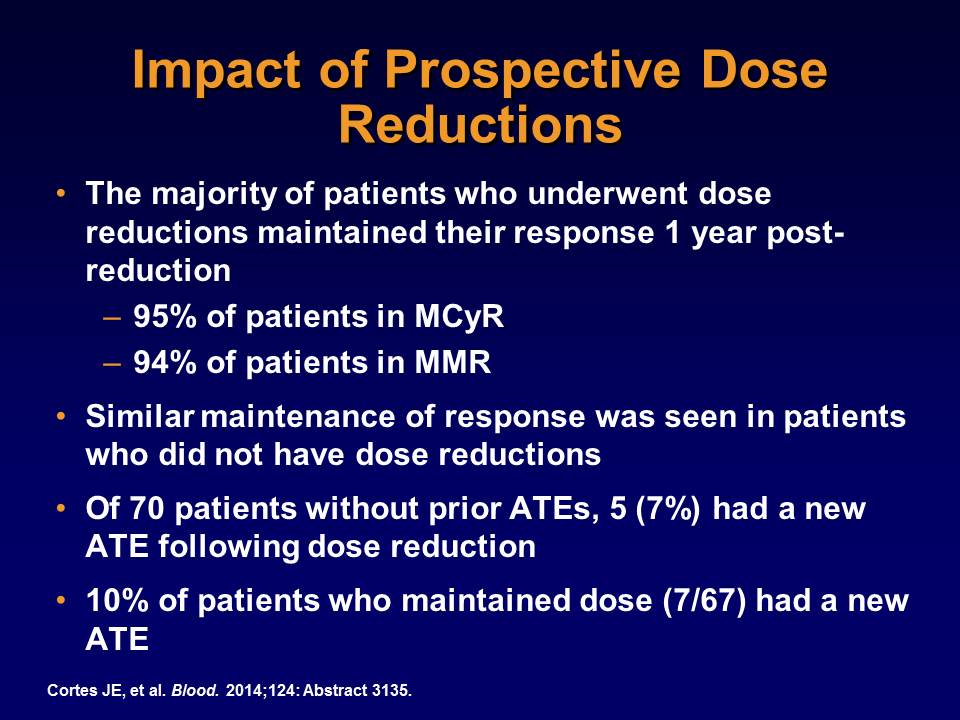 Impact of Prospective Dose
Reductions
• The majority of patients who underwent dose
reductions maintained their response 1 year post-
reduction
– 95% of patients in MCyR
– 94% of patients in MMR
• Similar maintenance of response was seen in patients
who did not have dose reductions
• Of 70 patients without prior ATEs, 5 (7%) had a new
ATE following dose reduction
• 10% of patients who maintained dose (7/67) had a new
ATE
Cortes JE, et al. Blood. 2014;124: Abstract 3135.